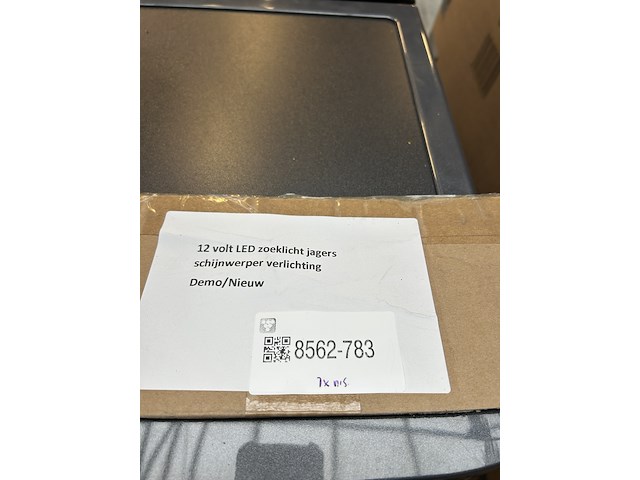 12 volt LED zoeklicht jagers
schijnwerper verlichting
Demo/Nieuw
8562-783